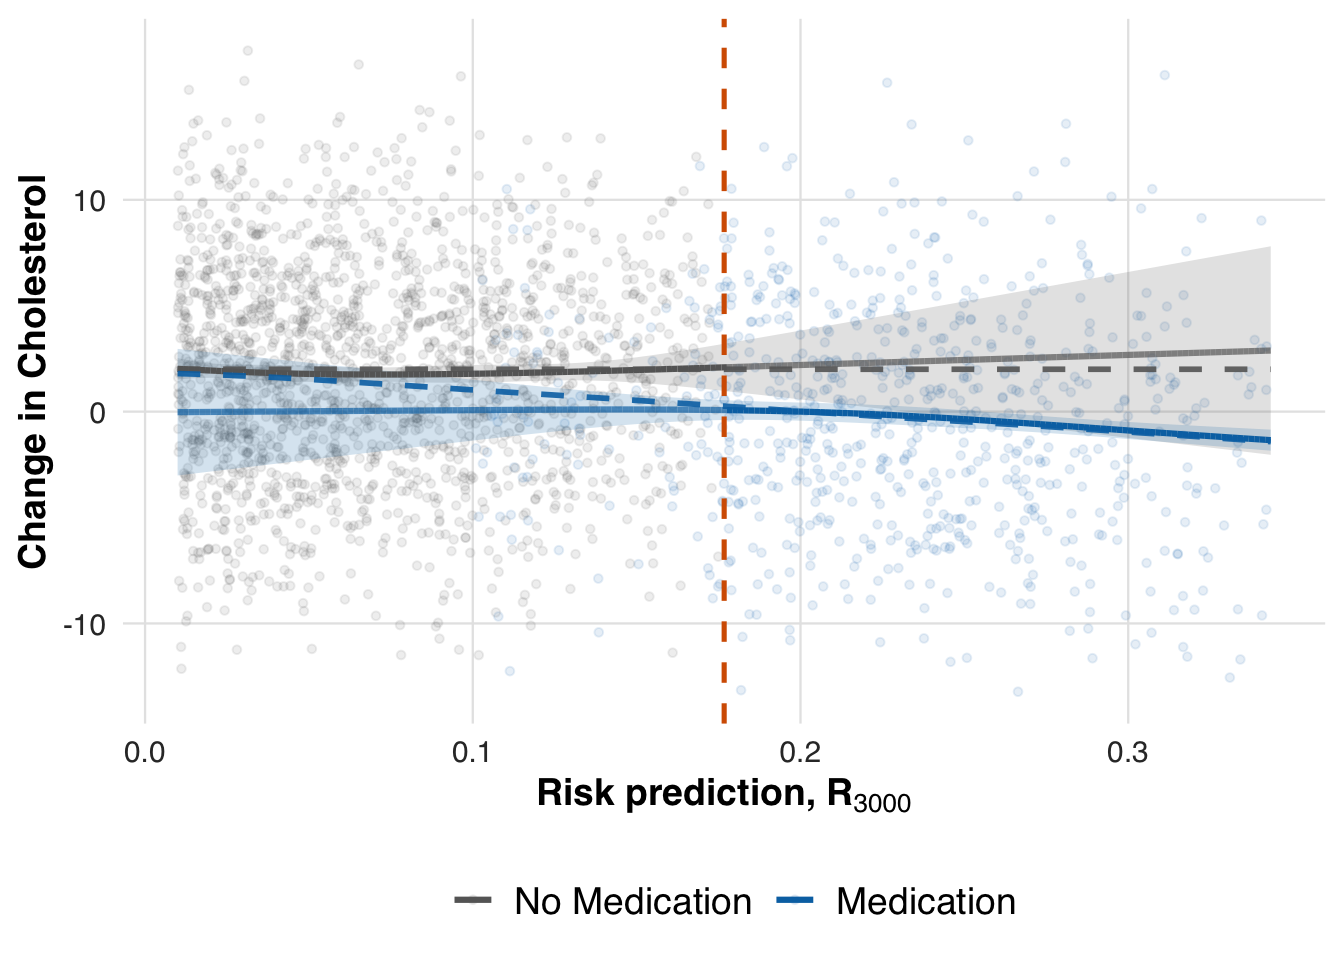 Change in Cholesterol
10
0
-10
0.0 0.1 0.2 0.3
Risk prediction, R3000
No Medication Medication